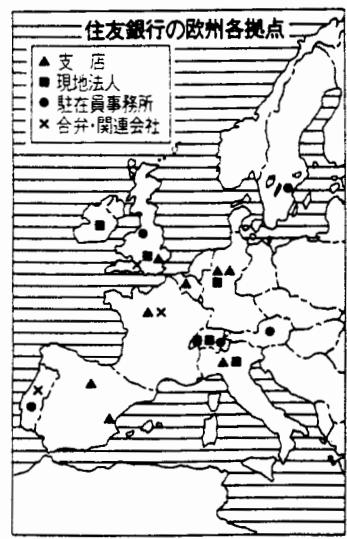 住友銀行の欧州各拠点
▲ 支 店
■ 現地法人
● 駐在員事務所
× 合弁・関連会社